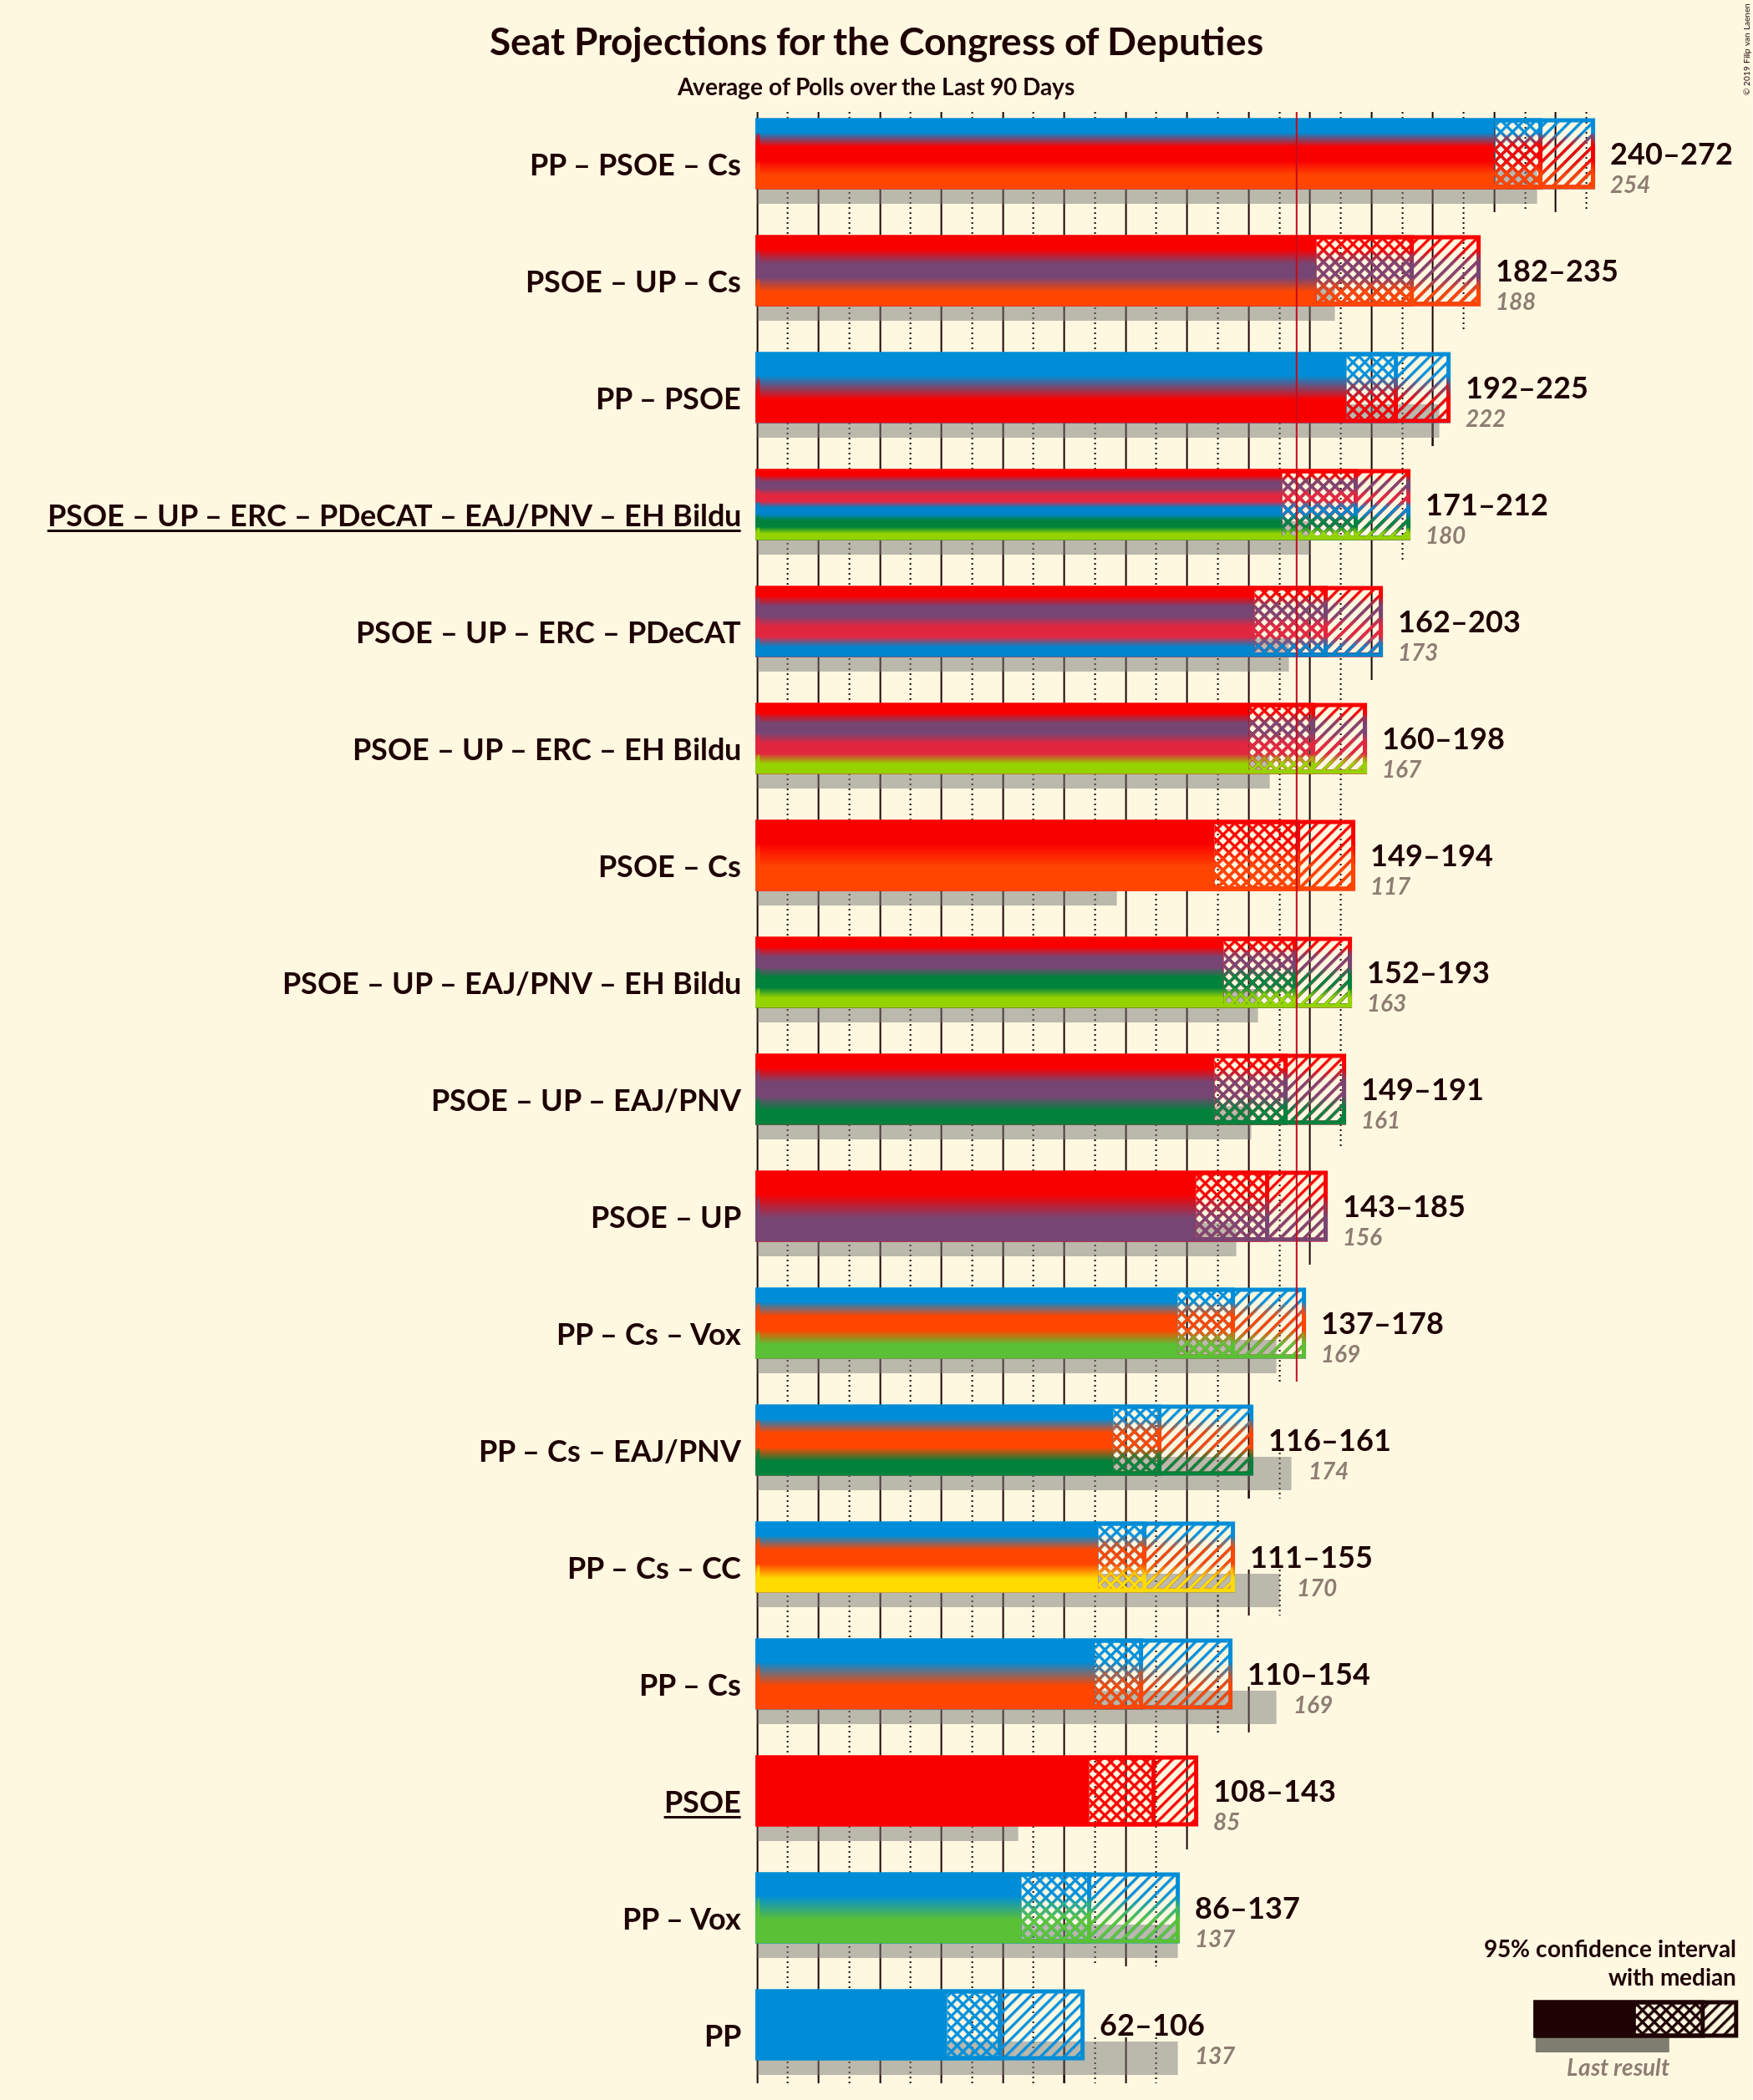 Seat Projections for the Congress of Deputies
Average of Polls over the Last 90 Days
© 2019 Filip van Laenen
PP – PSOE – Cs
240–272
254
PSOE – UP – Cs
182–235
188
PP – PSOE
192–225
222
PSOE – UP – ERC – PDeCAT – EAJ/PNV – EH Bildu
171–212
180
PSOE – UP – ERC – PDeCAT
162–203
173
PSOE – UP – ERC – EH Bildu
160–198
167
PSOE – Cs
149–194
117
PSOE – UP – EAJ/PNV – EH Bildu
152–193
163
PSOE – UP – EAJ/PNV
149–191
161
PSOE – UP
143–185
156
PP – Cs – Vox
137–178
169
PP – Cs – EAJ/PNV
116–161
174
PP – Cs – CC
111–155
170
PP – Cs
110–154
169
PSOE
108–143
85
PP – Vox
86–137
137
PP
62–106
137
95% confidence interval
with median
Last result